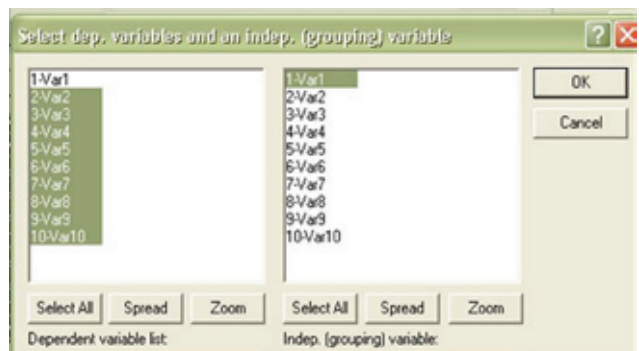 Select dep. variables and an indep. (grouping) variable
?
1-Var1
2-Var2
3-Var3
4-Var4
5-Var5
6-Var6
7-Var7
8-Var8
9-Var9
10-Var10
Select All Spread Zoom
Dependent variable list:
1-Var1
2-Var2
3-Var3
4-Var4
5-Var5
6-Var6
7-Var7
8-Var8
9-Var9
10-Var10
Select All Spread Zoom
Indep. (grouping) variable:
OK
Cancel